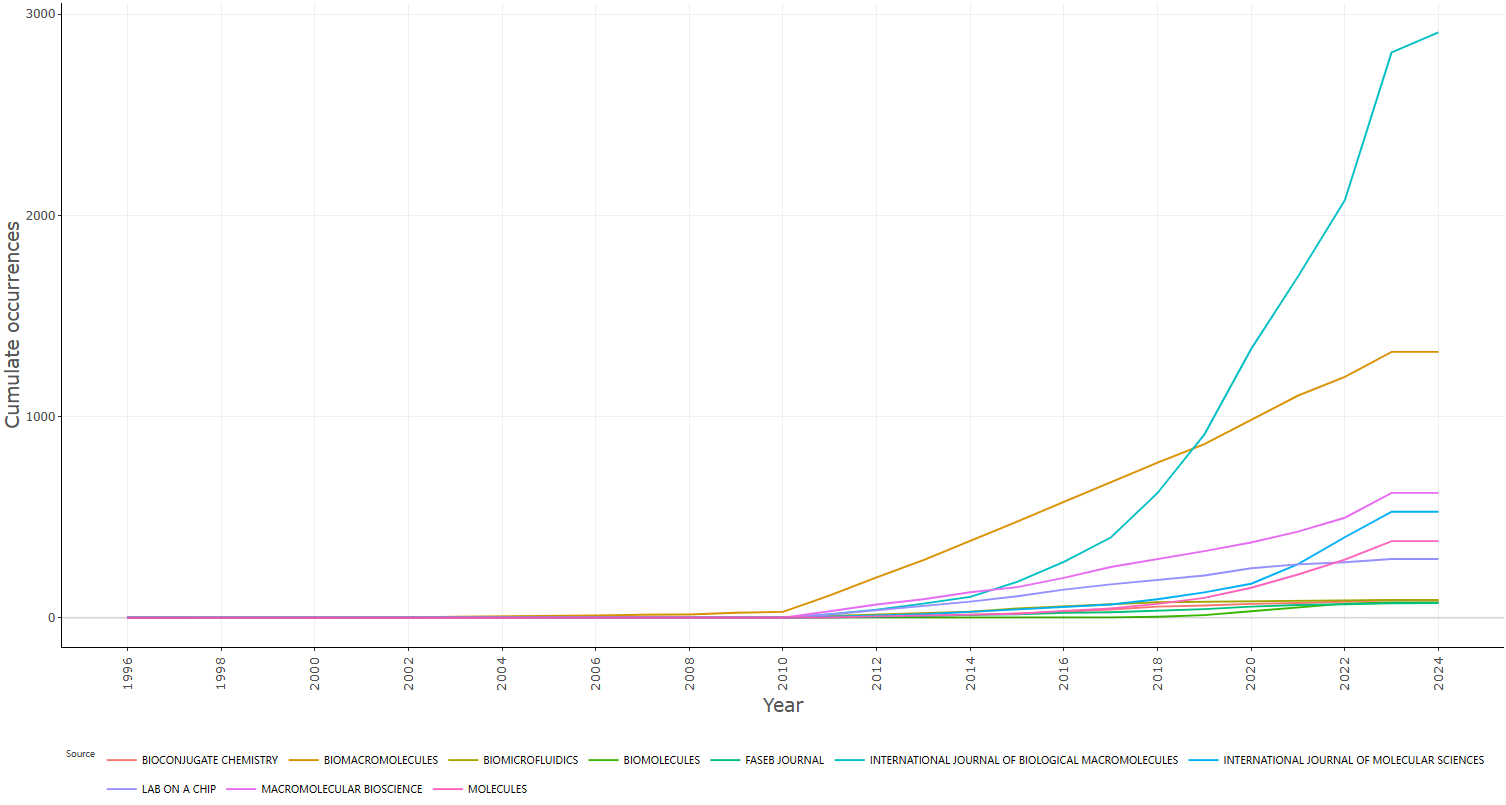 3000
2000
1000
0
Cumulate occurrences
1996 1998 2000 2002 2004 2006 2008 2010 2012 2014 2016 2018 2020 2022 2024
Year
Source
BIOCONJUGATE CHEMISTRY BIOMACROMOLECULES BIOMICROFLUIDICS BIOMOLECULES FASEB JOURNAL INTERNATIONAL JOURNAL OF BIOLOGICAL MACROMOLECULES INTERNATIONAL JOURNAL OF MOLECULAR SCIENCES
LAB ON A CHIP MACROMOLECULAR BIOSCIENCE MOLECULES